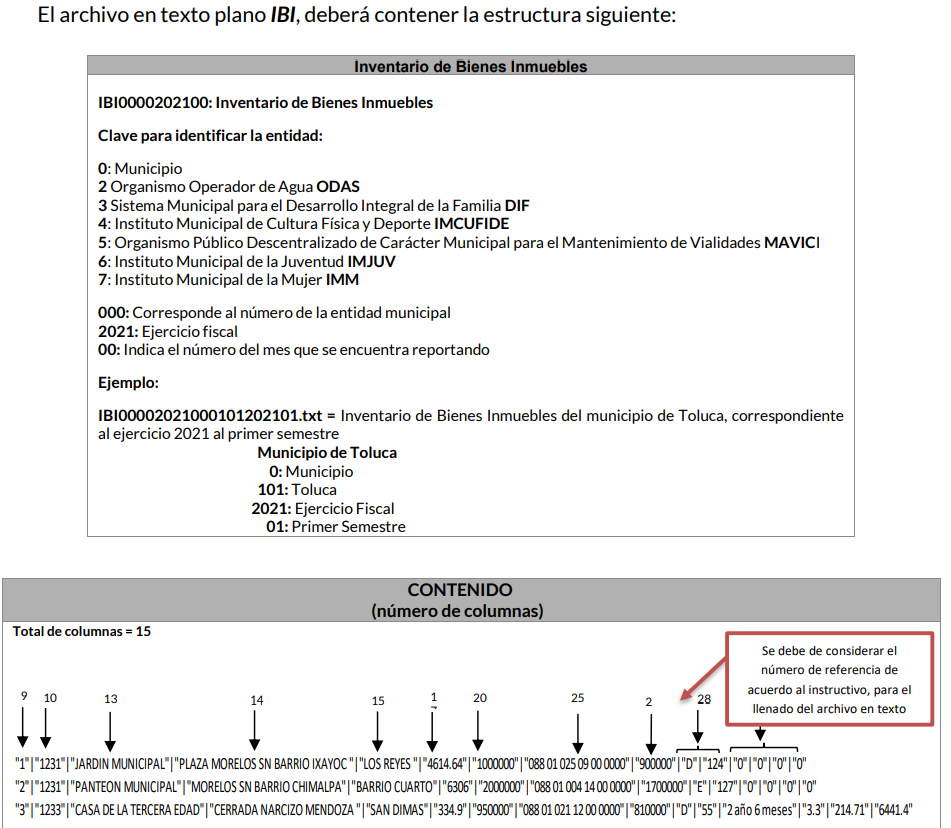 El archivo en texto plano IBI, deberá contener la estructura siguiente:
Inventario de Bienes Inmuebles
IBI0000202100: Inventario de Bienes Inmuebles
Clave para identificar la entidad:
0: Municipio
2 Organismo Operador de Agua ODAS
3 Sistema Municipal para el Desarrollo Integral de la Familia DIF
4: Instituto Municipal de Cultura Física y Deporte IMCUFIDE
5: Organismo Público Descentralizado de Carácter Municipal para el Mantenimiento de Vialidades MAVICI
6: Instituto Municipal de la Juventud IMJUV
7: Instituto Municipal de la Mujer IMM
000: Corresponde al número de la entidad municipal
2021: Ejercicio fiscal
00: Indica el número del mes que se encuentra reportando
Ejemplo:
IBI00002021000101202101.txt = Inventario de Bienes Inmuebles del municipio de Toluca, correspondiente
al ejercicio 2021 al primer semestre
Municipio de Toluca
0: Municipio
101: Toluca
2021: Ejercicio Fiscal
01: Primer Semestre
CONTENIDO
(número de columnas)
Total de columnas = 15
Se debe de considerar el
número de referencia de
acuerdo al instructivo, para el
llenado del archivo en texto
9 10 13 14 15 1 20 25 2 28
"1"|"1231"|"JARDIN MUNICIPAL"|"PLAZA MORELOS SN BARRIO IXAYOC "|"LOS REYES "|"4614.64"|"1000000"|"088 01 025 09 00 0000"|"900000"|"D"|"124"|"0"|"0"|"0"|"0"
"2"|"1231"|"PANTEON MUNICIPAL"|"MORELOS SN BARRIO CHIMALPA"|"BARRIO CUARTO"|"6306"|"2000000"|"088 01 004 14 00 0000"|"1700000"|"E"|"127"|"0"|"0"|"0"|"0"
"3"|"1233"|"CASA DE LA TERCERA EDAD"|"CERRADA NARCIZO MENDOZA "|"SAN DIMAS"|"334.9"|"950000"|"088 01 021 12 00 0000"|"810000"|"D"|"55"|"2 año 6 meses"|"3.3"|"214.71"|"6441.4"